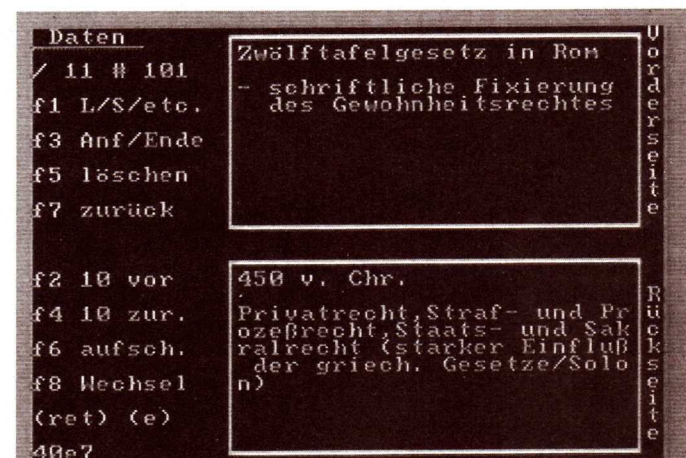 Daten
/ 11 # 101
f1 L/S/etc.
f3 Anf/Ende
f5 löschen
f7 zurück
f2 10 vor
f4 10 zur.
f6 aufsch.
f8 Wechsel
(ret) (e)
40e7
Zwölftafelgesetz in Rom
- schriftliche Fixierung
des Gewohnheitsrechtes
Vorderseite
450 v. Chr.
Privatrecht,Straf- und Pr
ozeßrecht,Staats- und Sak
ralrecht (starker Einfluß
der griech. Gesetze/Solo
n)
Rückseite